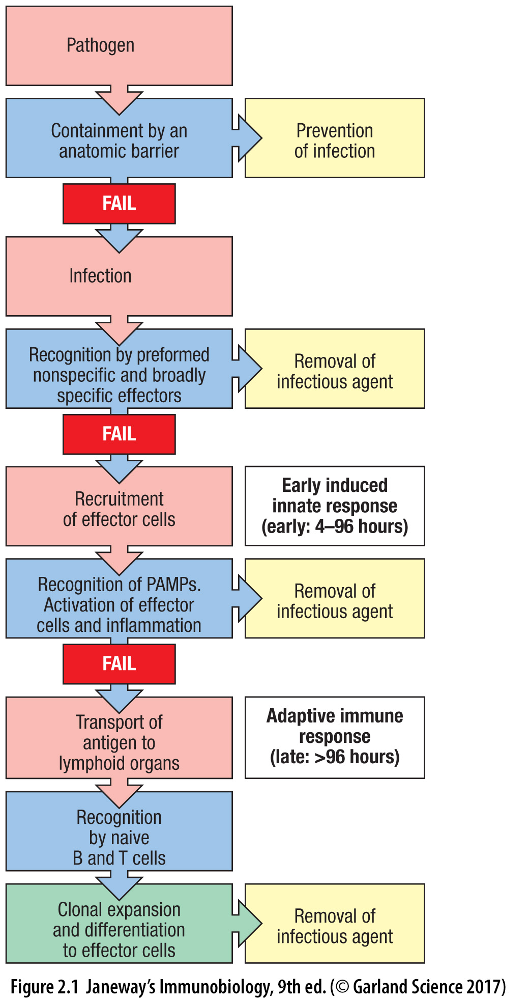 Pathogen
Containment by an
anatomic barrier
Prevention
of infection
FAIL
Infection
Recognition by preformed
nonspecific and broadly
specific effectors
Removal of
infectious agent
FAIL
Recruitment
of effector cells
Early induced
innate response
(early: 4–96 hours)
Recognition of PAMPs.
Activation of effector
cells and inflammation
Removal of
infectious agent
FAIL
Transport of
antigen to
lymphoid organs
Adaptive immune
response
(late: >96 hours)
Recognition
by naive
B and T cells
Clonal expansion
and differentiation
to effector cells
Removal of
infectious agent
Figure 2.1 Janeway’s Immunobiology, 9th ed. (© Garland Science 2017)